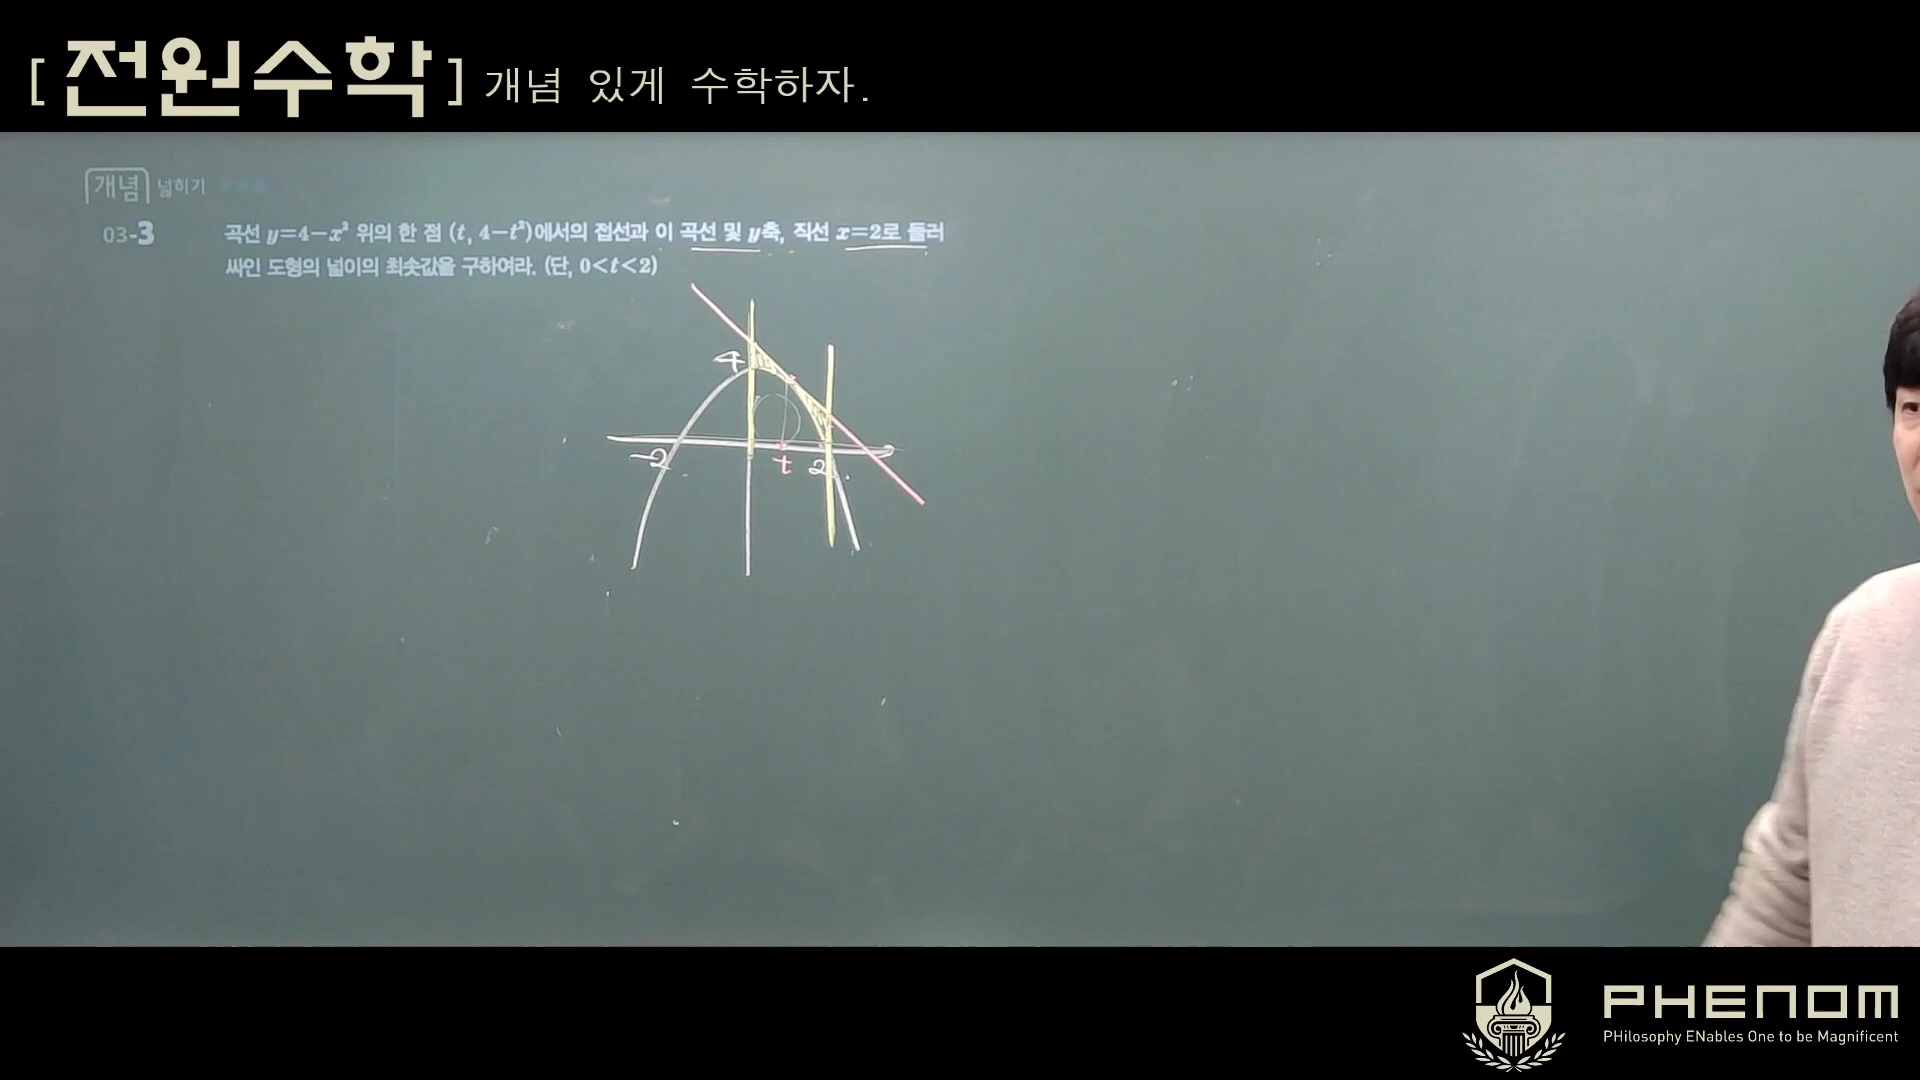 [전원수학] 개념 있게 수학하자.
개념 넓히기
03-3 곡선 y=4-x² 위의 한 점 (t, 4-t²)에서의 접선과 이 곡선 및 y축, 직선 x=2로 둘러
싸인 도형의 넓이의 최솟값을 구하여라. (단, 0<t<2)
4
-2 t 2
PHENOM
PHilosophy ENables One to be Magnificent